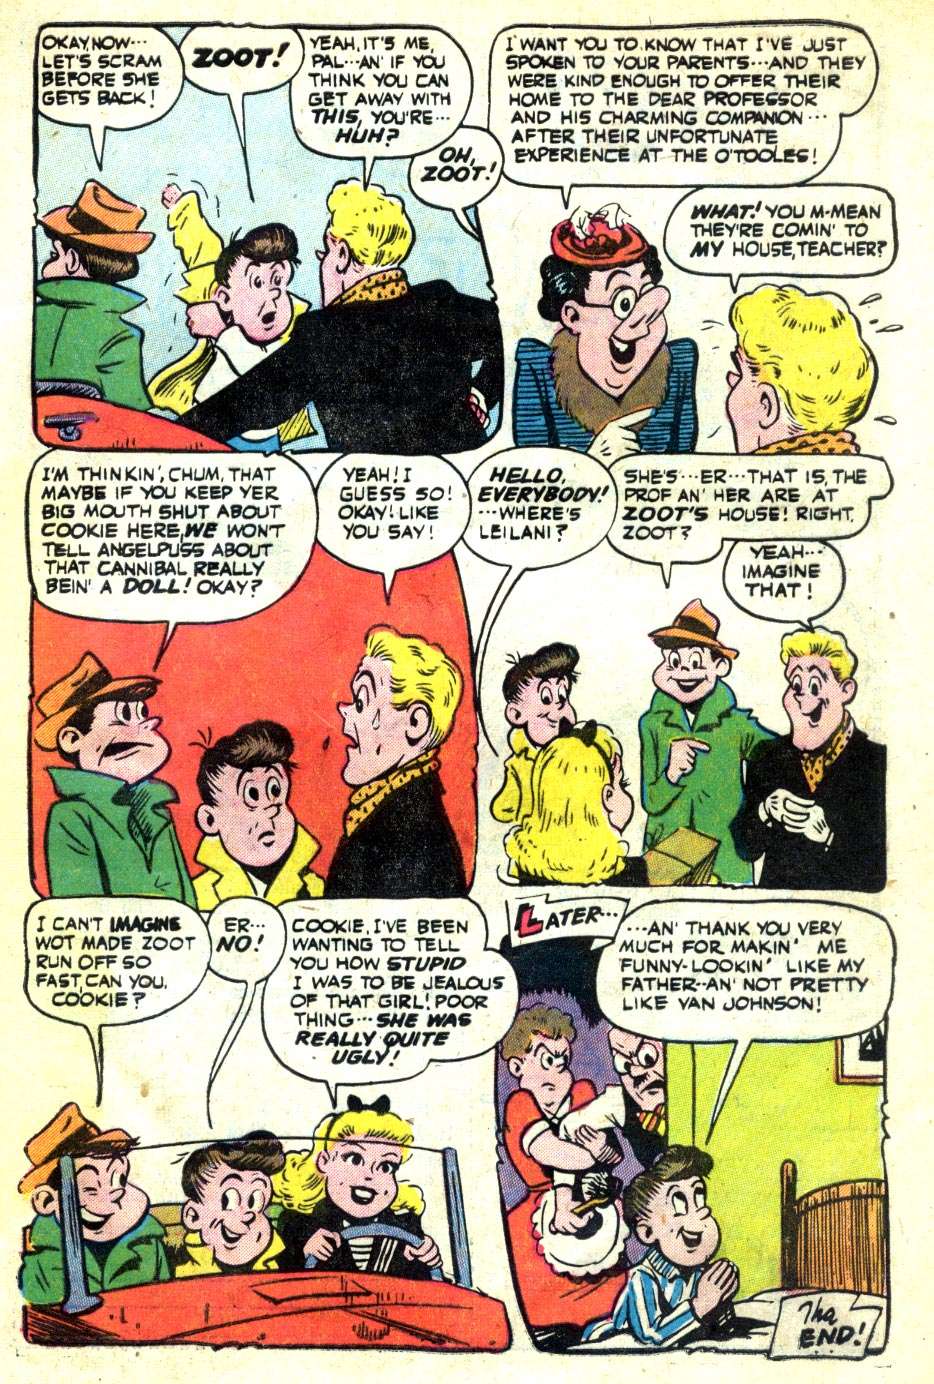 OKAY, NOW---
LET'S SCRAM
BEFORE SHE
GETS BACK!
ZOOT!
YEAH, IT'S ME,
PAL---AN' IF YOU
THINK YOU CAN
GET AWAY WITH
THIS, YOU'RE---
HUH?
OH,
ZOOT!
I WANT YOU TO KNOW THAT I'VE JUST
SPOKEN TO YOUR PARENTS---AND THEY
WERE KIND ENOUGH TO OFFER THEIR
HOME TO THE DEAR PROFESSOR
AND HIS CHARMING COMPANION---
AFTER THEIR UNFORTUNATE
EXPERIENCE AT THE O'TOOLES!
WHAT! YOU M-MEAN
THEY'RE COMIN' TO
MY HOUSE, TEACHER?
I'M THINKIN', CHUM, THAT
MAYBE IF YOU KEEP YER
BIG MOUTH SHUT ABOUT
COOKIE HERE, WE WON'T
TELL ANGELPUSS ABOUT
THAT CANNIBAL REALLY
BEIN' A DOLL! OKAY?
YEAH! I
GUESS SO!
OKAY! LIKE
YOU SAY!
HELLO,
EVERYBODY!
---WHERE'S
LEILANI?
SHE'S---ER---THAT IS, THE
PROF AN' HER ARE AT
ZOOT'S HOUSE! RIGHT,
ZOOT?
YEAH---
IMAGINE
THAT!
I CAN'T IMAGINE
WOT MADE ZOOT
RUN OFF SO
FAST, CAN YOU,
COOKIE?
ER---
NO!
COOKIE, I'VE BEEN
WANTING TO TELL
YOU HOW STUPID
I WAS TO BE JEALOUS
OF THAT GIRL! POOR
THING---SHE WAS
REALLY QUITE
UGLY!
LATER---
---AN' THANK YOU VERY
MUCH FOR MAKIN' ME
FUNNY-LOOKIN' LIKE MY
FATHER--AN' NOT PRETTY
LIKE VAN JOHNSON!
The
END!